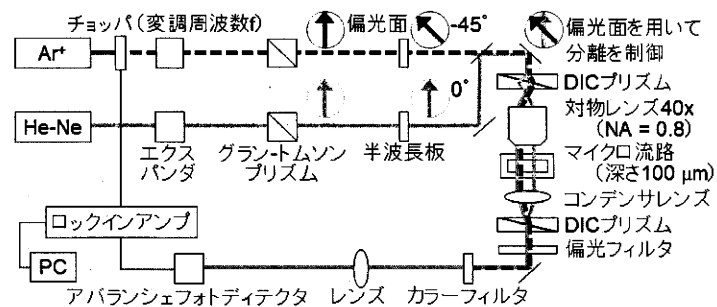 チョッパ(変調周波数f)
偏光面
-45°
偏光面を用いて
分離を制御
Ar⁺
DICプリズム
0°
対物レンズ40x
(NA = 0.8)
He-Ne
エクス
パンダ
グラン-トムソン
プリズム
半波長板
マイクロ流路
(深さ100 μm)
コンデンサレンズ
ロックインアンプ
DICプリズム
偏光フィルタ
PC
アバランシェフォトディテクタ
レンズ
カラーフィルタ